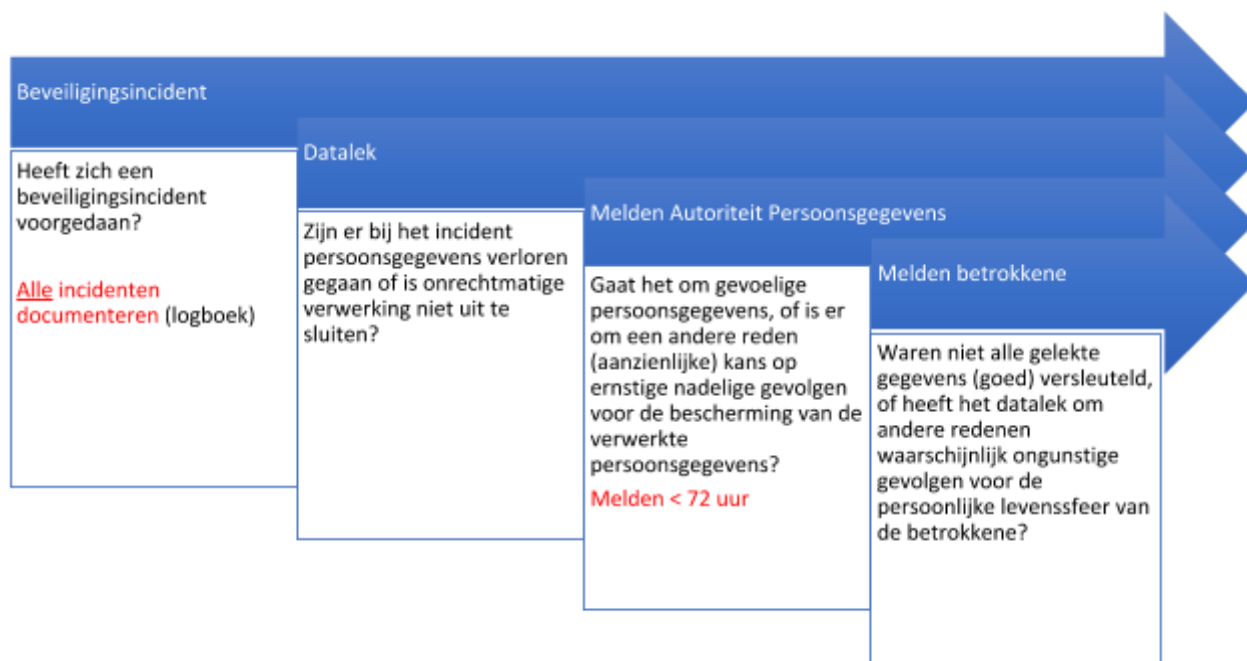 Beveiligingsincident
Heeft zich een
beveiligingsincident
voorgedaan?
Alle incidenten
documenteren (logboek)
Datalek
Zijn er bij het incident
persoonsgegevens verloren
gegaan of is onrechtmatige
verwerking niet uit te
sluiten?
Melden Autoriteit Persoonsgegevens
Gaat het om gevoelige
persoonsgegevens, of is er
om een andere reden
(aanzienlijke) kans op
ernstige nadelige gevolgen
voor de bescherming van de
verwerkte
persoonsgegevens?
Melden < 72 uur
Melden betrokkene
Waren niet alle gelekte
gegevens (goed) versleuteld,
of heeft het datalek om
andere redenen
waarschijnlijk ongunstige
gevolgen voor de
persoonlijke levenssfeer van
de betrokkene?